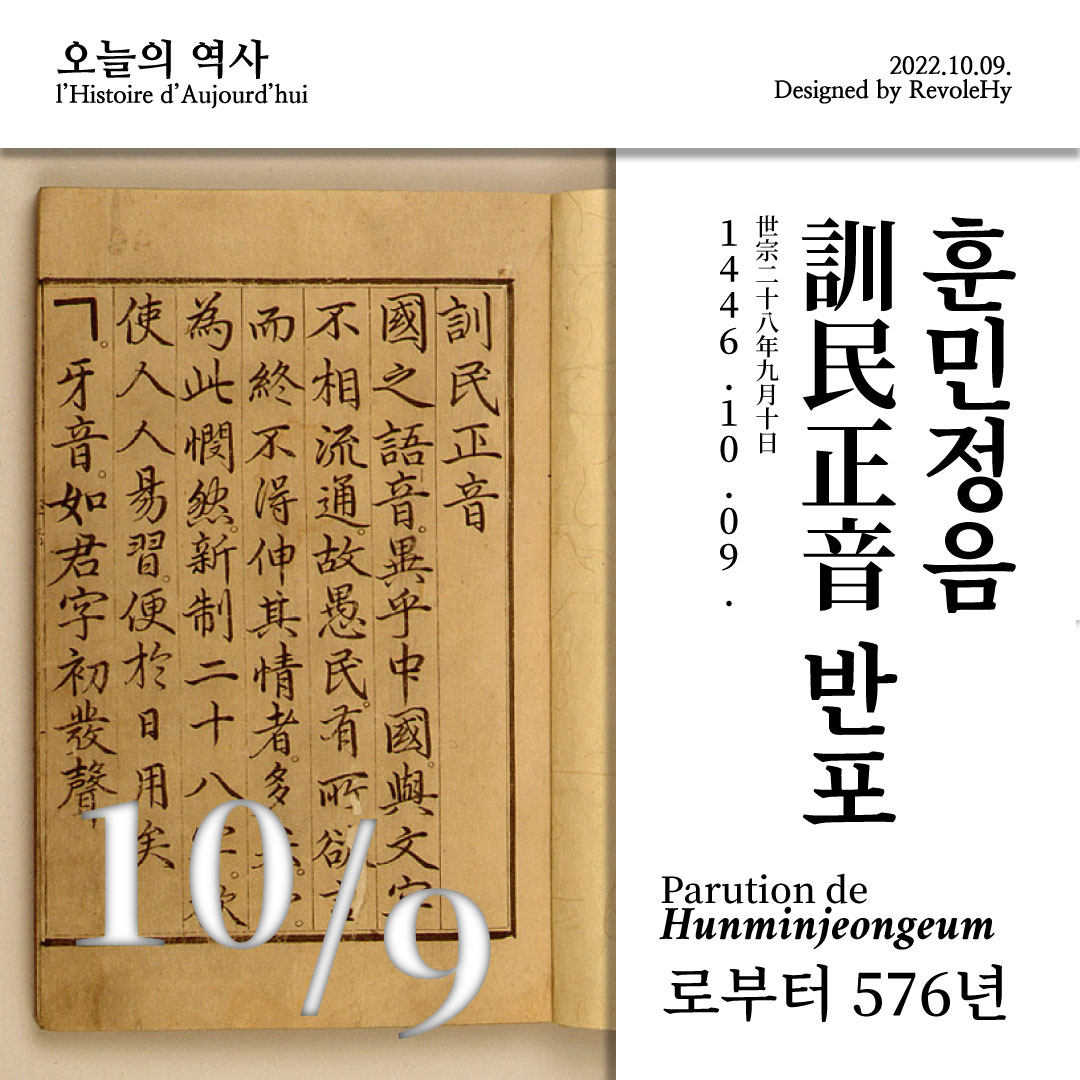 오늘의 역사
l'Histoire d'Aujourd'hui
2022.10.09.
Designed by RevoleHy
훈민정음
訓民正音 반포
世宗二十八年九月十日
1446.10.09.
Parution de
Hunminjeongeum
로부터 576년
訓民正音
國之語音。異乎中國。與文字
不相流通。故愚民。有所欲言
而終不得伸其情者。多
為此憫然。新制二十八字。欲
使人人易習。便於日用矣
ㄱ。牙音。如君字初發聲
10/9